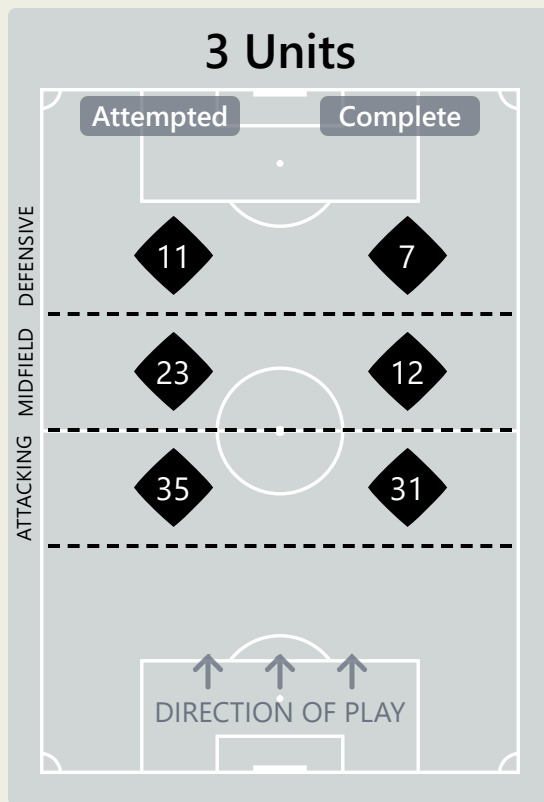 3 Units
Attempted
Complete
DEFENSIVE
11
7
MIDFIELD
23
12
ATTACKING
35
31
DIRECTION OF PLAY